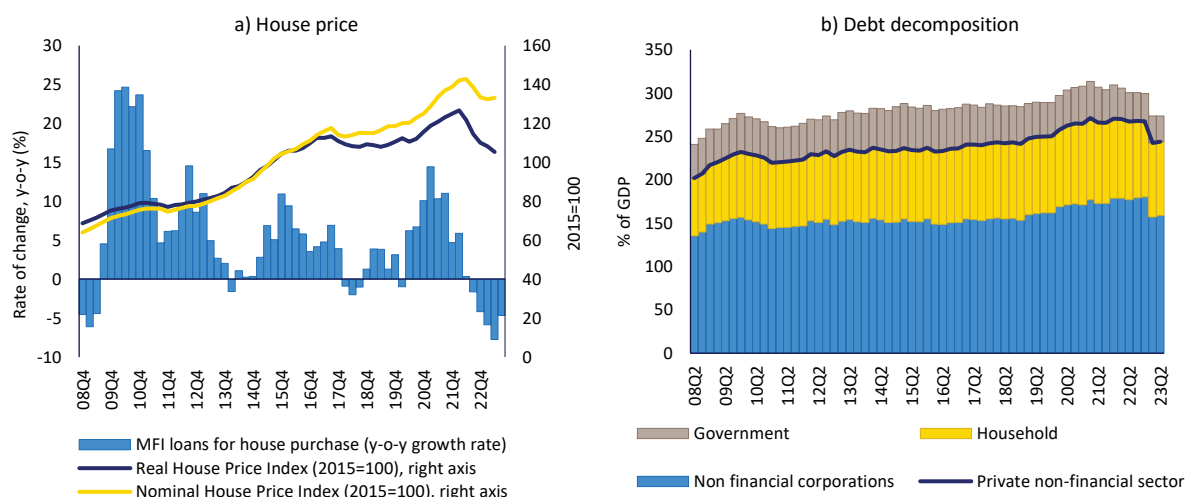 a) House price
Rate of change, y-o-y (%)
30
25
20
15
10
5
0
-5
-10
160
140
120
100
80
60
40
20
0
2015=100
08Q4
09Q4
10Q4
11Q4
12Q4
13Q4
14Q4
15Q4
16Q4
17Q4
18Q4
19Q4
20Q4
21Q4
22Q4
MFI loans for house purchase (y-o-y growth rate)
Real House Price Index (2015=100), right axis
Nominal House Price Index (2015=100), right axis
b) Debt decomposition
% of GDP
350
300
250
200
150
100
50
0
08Q2
09Q2
10Q2
11Q2
12Q2
13Q2
14Q2
15Q2
16Q2
17Q2
18Q2
19Q2
20Q2
21Q2
22Q2
23Q2
Government
Household
Non financial corporations
Private non-financial sector